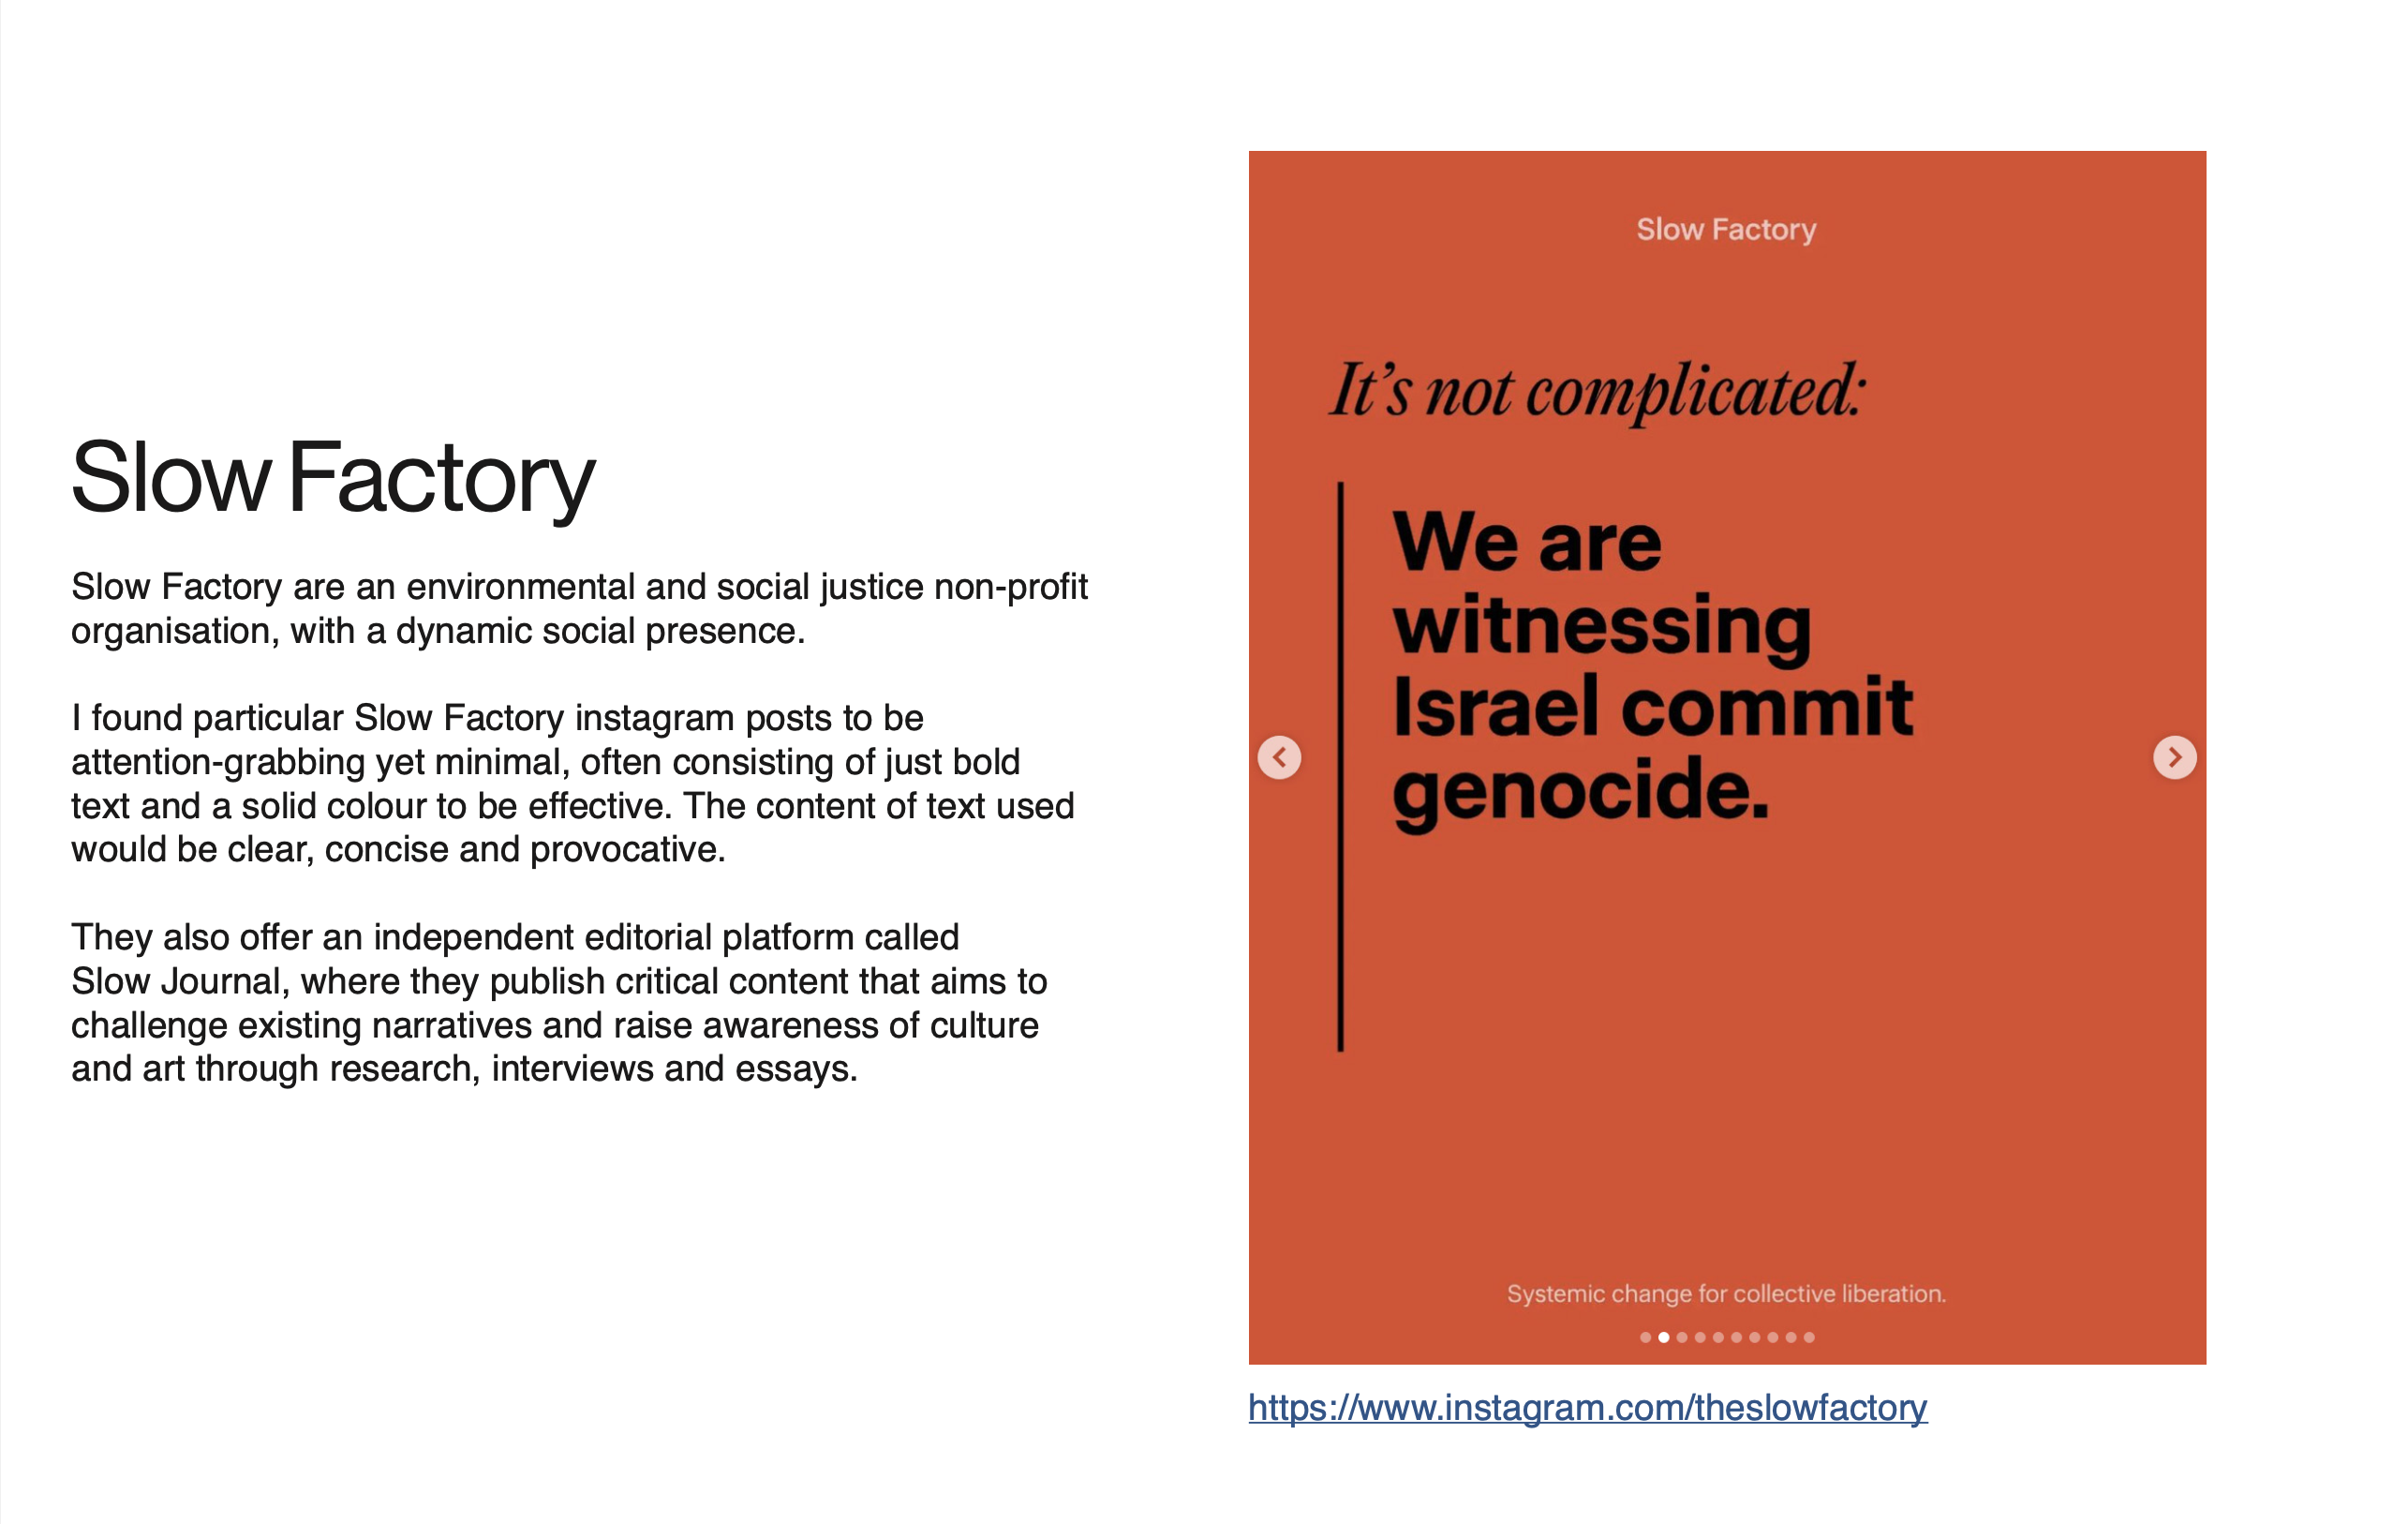 Slow Factory
Slow Factory are an environmental and social justice non-profit
organisation, with a dynamic social presence.
I found particular Slow Factory instagram posts to be
attention-grabbing yet minimal, often consisting of just bold
text and a solid colour to be effective. The content of text used
would be clear, concise and provocative.
They also offer an independent editorial platform called
Slow Journal, where they publish critical content that aims to
challenge existing narratives and raise awareness of culture
and art through research, interviews and essays.
Slow Factory
It’s not complicated:
We are
witnessing
Israel commit
genocide.
Systemic change for collective liberation.
https://www.instagram.com/theslowfactory